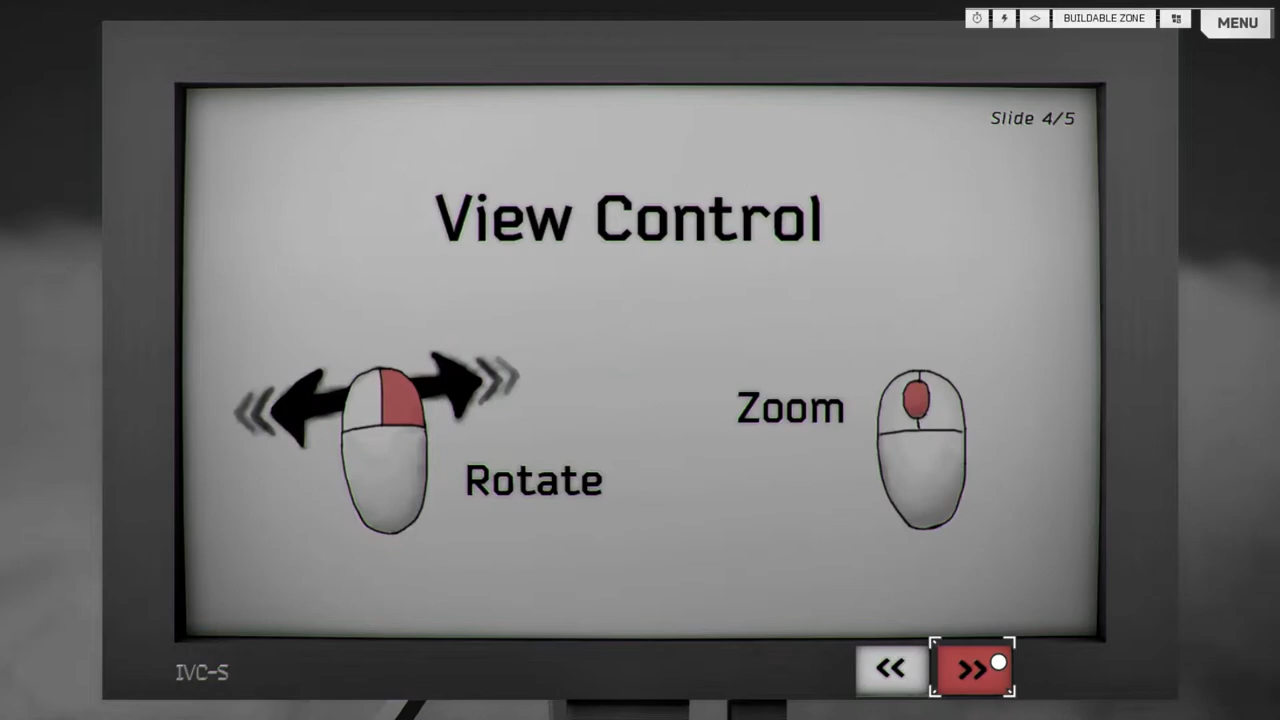 BUILDABLE ZONE
MENU
Slide 4/5
View Control
Zoom
Rotate
IVC-S
<<
>>